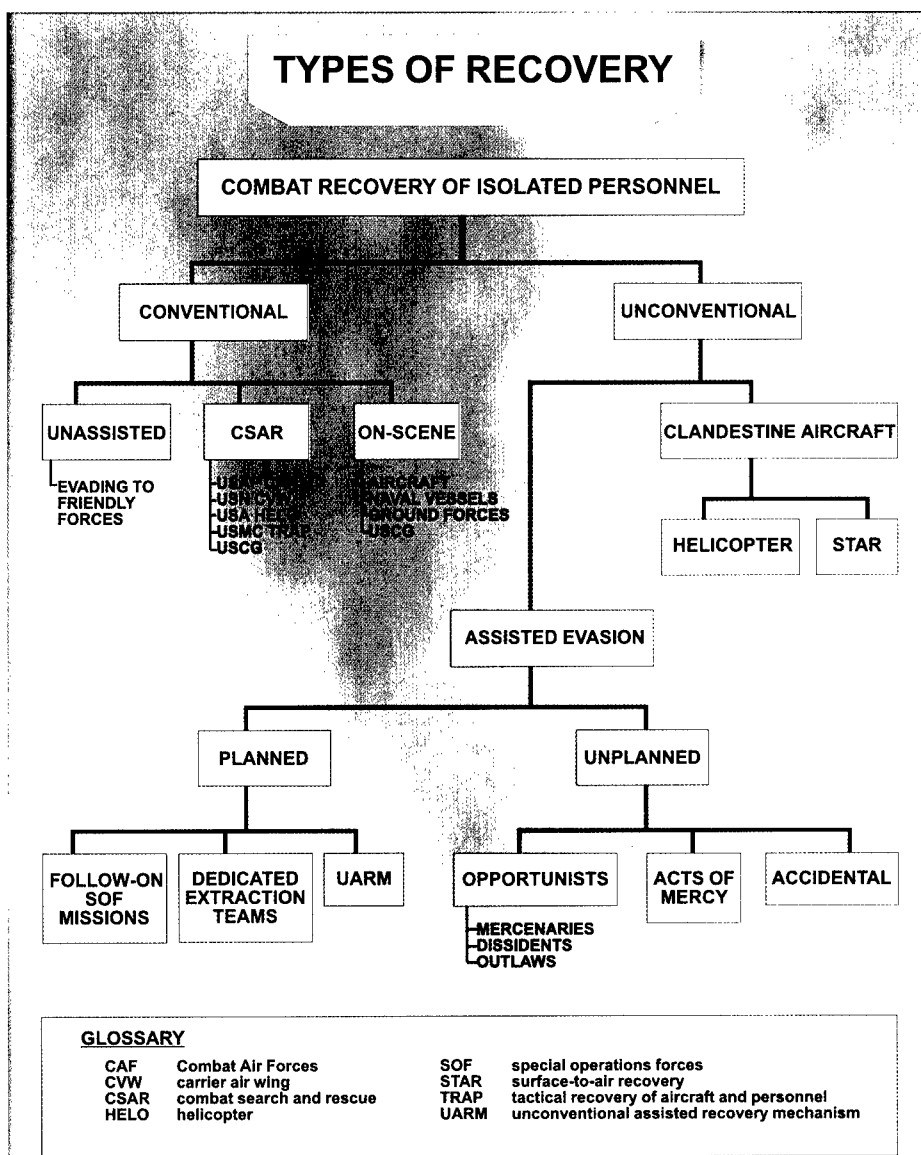 TYPES OF RECOVERY
COMBAT RECOVERY OF ISOLATED PERSONNEL
CONVENTIONAL
UNCONVENTIONAL
UNASSISTED
CSAR
ON-SCENE
CLANDESTINE AIRCRAFT
EVADING TO
FRIENDLY
FORCES
USAF
USN CVW
USA HELO
USMC TRAP
USCG
AIRCRAFT
NAVAL VESSELS
GROUND FORCES
USCG
HELICOPTER
STAR
ASSISTED EVASION
PLANNED
UNPLANNED
FOLLOW-ON
SOF
MISSIONS
DEDICATED
EXTRACTION
TEAMS
UARM
OPPORTUNISTS
MERCENARIES
DISSIDENTS
OUTLAWS
ACTS OF
MERCY
ACCIDENTAL
GLOSSARY
CAF Combat Air Forces
CVW carrier air wing
CSAR combat search and rescue
HELO helicopter
SOF special operations forces
STAR surface-to-air recovery
TRAP tactical recovery of aircraft and personnel
UARM unconventional assisted recovery mechanism